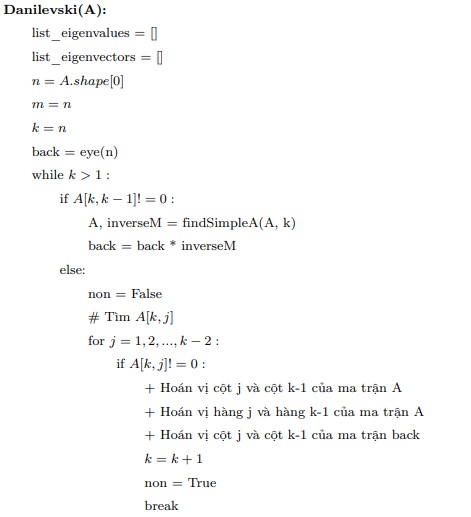 Danilevski(A):
list_eigenvalues = []
list_eigenvectors = []
n = A.shape[0]
m = n
k = n
back = eye(n)
while k > 1 :
if A[k, k − 1]! = 0 :
A, inverseM = findSimpleA(A, k)
back = back * inverseM
else:
non = False
# Tìm A[k, j]
for j = 1, 2, ..., k − 2 :
if A[k, j]! = 0 :
+ Hoán vị cột j và cột k-1 của ma trận A
+ Hoán vị hàng j và hàng k-1 của ma trận A
+ Hoán vị cột j và cột k-1 của ma trận back
k = k + 1
non = True
break